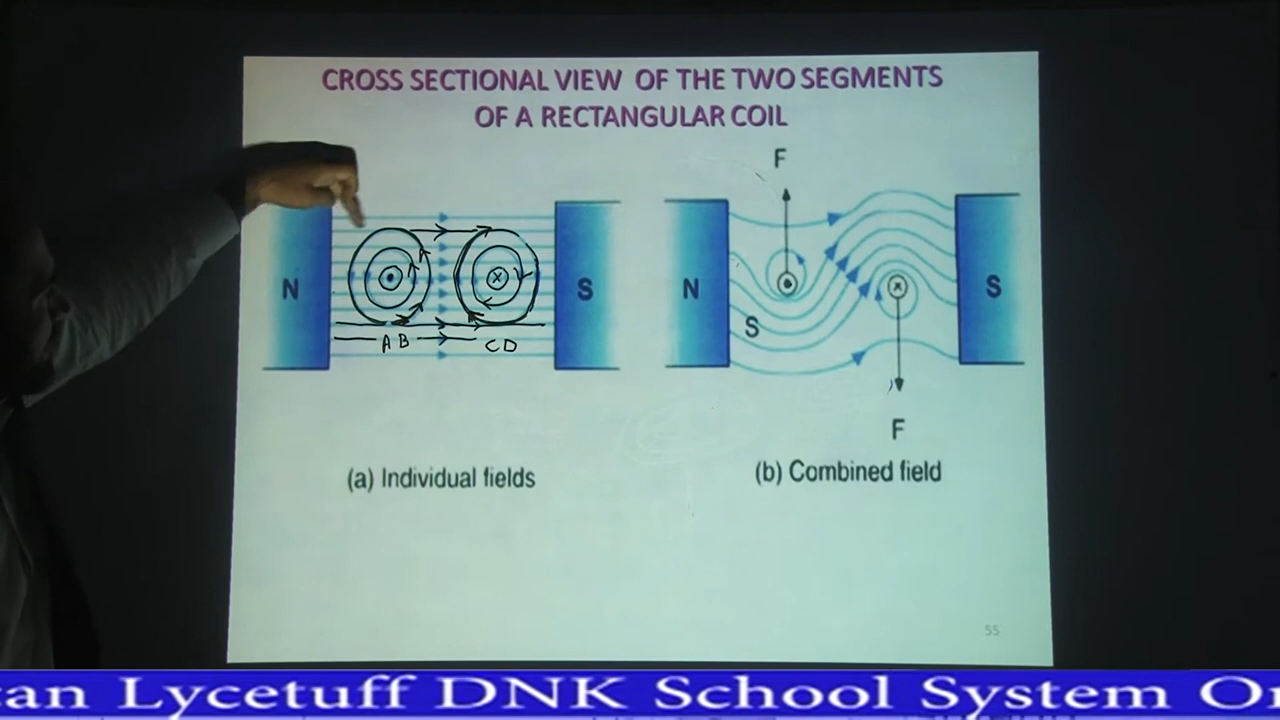 CROSS SECTIONAL VIEW OF THE TWO SEGMENTS
OF A RECTANGULAR COIL
F
N
S
N
S
S
A B
C D
F
(a) Individual fields
(b) Combined field
55
tan Lycetuff DNK School System On